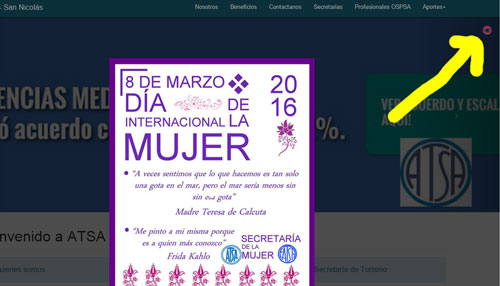 San Nicolás
Nosotros Beneficios Contactanos Secretarias Profesionales OSPSA Aportes
8 DE MARZO 20
DÍA DE 16
INTERNACIONAL LA
MUJER
"A veces sentimos que lo que hacemos es tan solo
una gota en el mar, pero el mar sería menos sin
sin una gota"
Madre Teresa de Calcuta
"Me pinto a mí misma porque
es a quien más conozco"
Frida Kahlo
SECRETARÍA
DE LA
MUJER
ATSA
ENCIAS MED
ó acuerdo c
%.
VER ACUERDO Y ESCAL
AQUI!
ATSA
nvenido a ATSA
uienes somos
Secretaría de Turismo